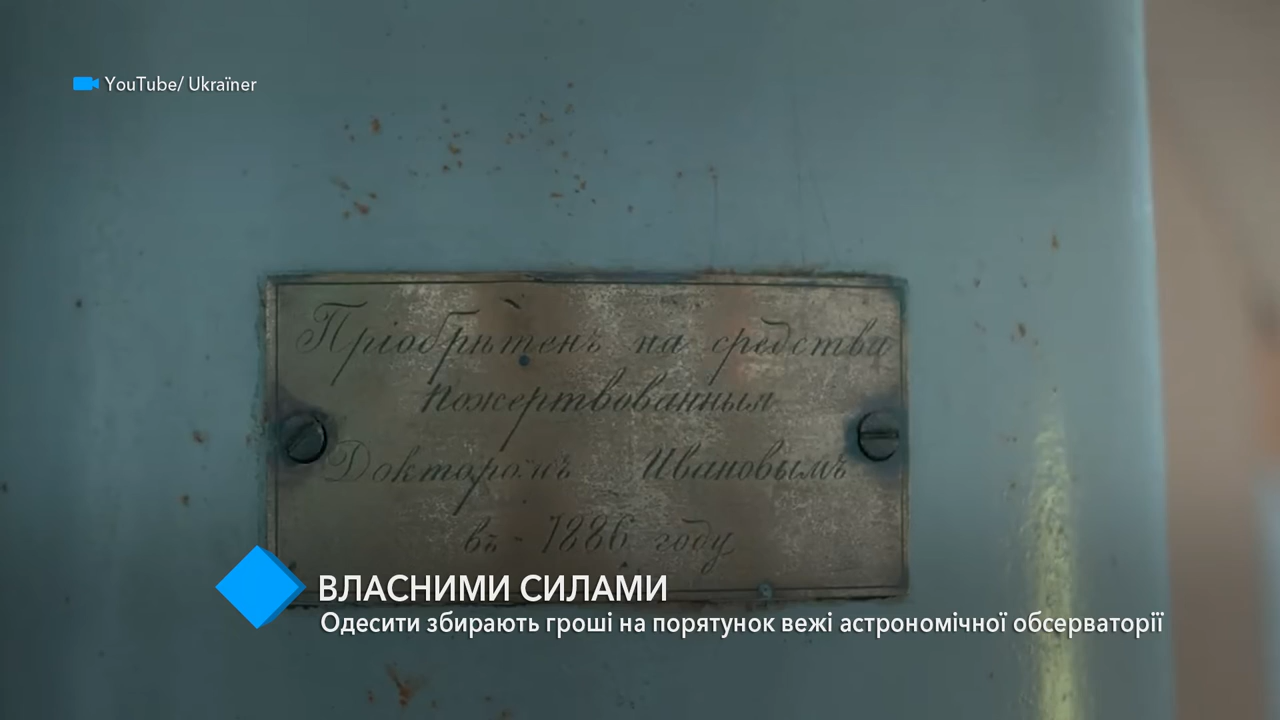 YouTube/ Ukraïner
Пріобрѣтенъ на средства
пожертвованныя
Докторомъ Ивановымъ
въ - 1886 году
ВЛАСНИМИ СИЛАМИ
Одесити збирають гроші на порятунок вежі астрономічної обсерваторії